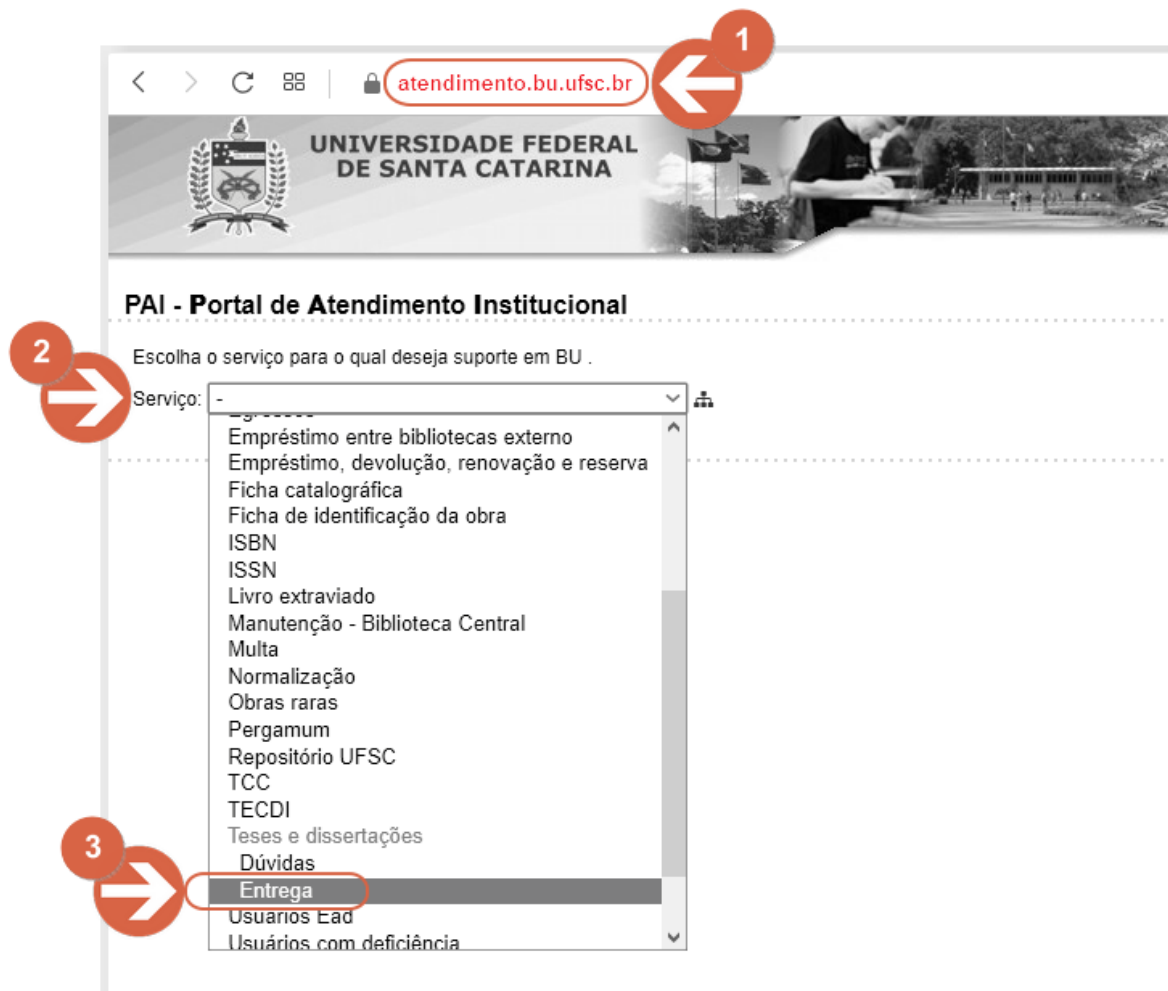 1
atendimento.bu.ufsc.br
UNIVERSIDADE FEDERAL
DE SANTA CATARINA
PAI - Portal de Atendimento Institucional
2
Escolha o serviço para o qual deseja suporte em BU .
Serviço: -
Egressos
Empréstimo entre bibliotecas externo
Empréstimo, devolução, renovação e reserva
Ficha catalográfica
Ficha de identificação da obra
ISBN
ISSN
Livro extraviado
Manutenção - Biblioteca Central
Multa
Normalização
Obras raras
Pergamum
Repositório UFSC
TCC
TECDI
Teses e dissertações
3
Dúvidas
Entrega
Usuários Ead
Usuários com deficiência